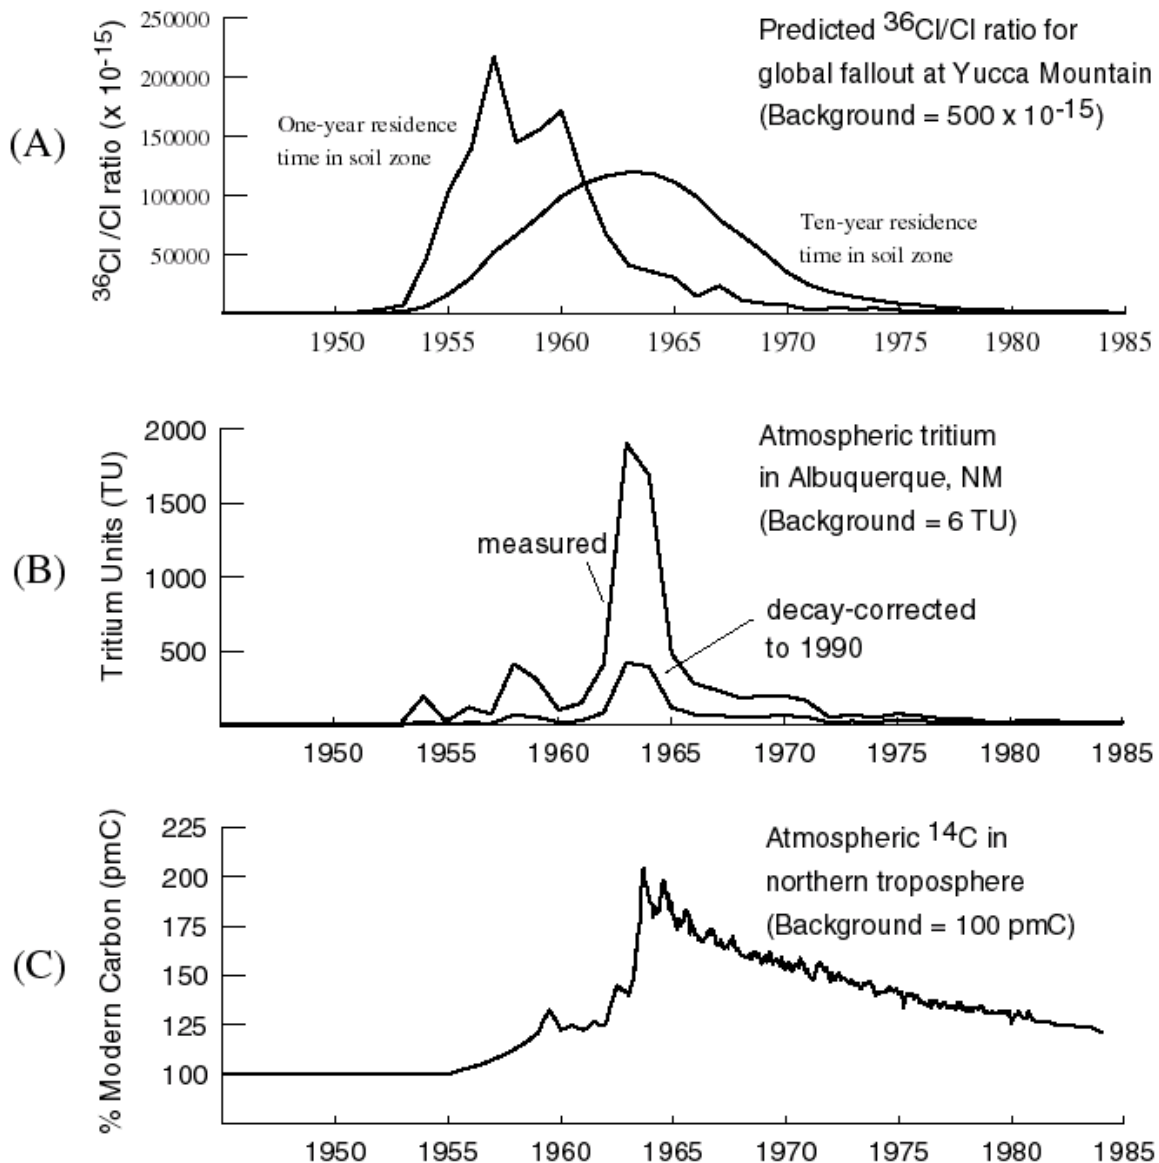 (A)
³⁶Cl /Cl ratio (x 10⁻¹⁵)
250000
200000
150000
100000
50000
Predicted ³⁶Cl/Cl ratio for
global fallout at Yucca Mountain
(Background = 500 x 10⁻¹⁵)
One-year residence
time in soil zone
Ten-year residence
time in soil zone
1950 1955 1960 1965 1970 1975 1980 1985
(B)
Tritium Units (TU)
2000
1500
1000
500
Atmospheric tritium
in Albuquerque, NM
(Background = 6 TU)
measured
decay-corrected
to 1990
1950 1955 1960 1965 1970 1975 1980 1985
(C)
% Modern Carbon (pmC)
225
200
175
150
125
100
Atmospheric ¹⁴C in
northern troposphere
(Background = 100 pmC)
1950 1955 1960 1965 1970 1975 1980 1985